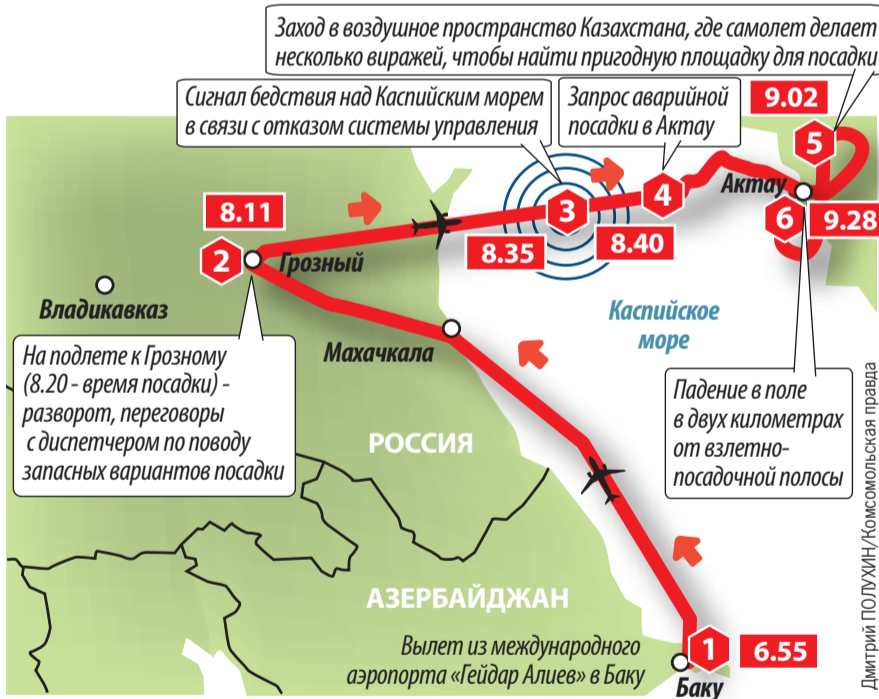 Заход в воздушное пространство Казахстана, где самолет делает
несколько виражей, чтобы найти пригодную площадку для посадки
Сигнал бедствия над Каспийским морем
в связи с отказом системы управления
Запрос аварийной
посадки в Актау
9.02
5
Актау
6
9.28
8.11
2
Грозный
8.35
3
8.40
4
Владикавказ
Махачкала
Каспийское
море
На подлете к Грозному
(8.20 - время посадки) -
разворот, переговоры
с диспетчером по поводу
запасных вариантов посадки
Падение в поле
в двух километрах
от взлетно-
посадочной полосы
РОССИЯ
АЗЕРБАЙДЖАН
Вылет из международного
аэропорта «Гейдар Алиев» в Баку
1
6.55
Баку
Дмитрий ПОЛУХИН/Комсомольская правда